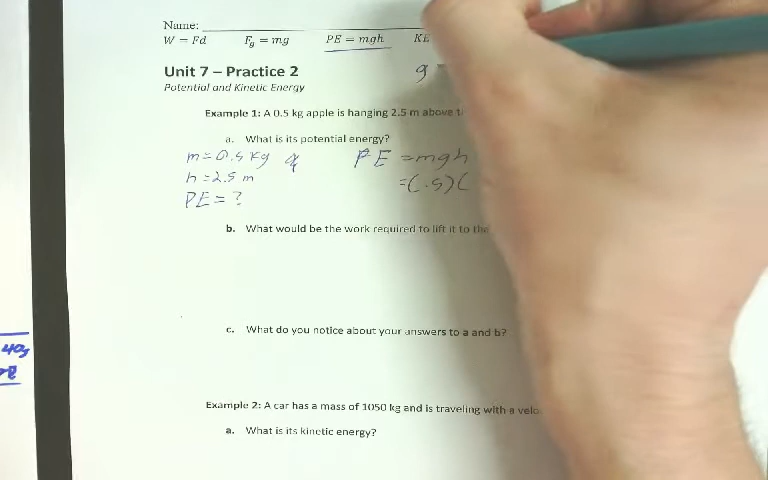 Name:
W = Fd Fg = mg PE = mgh KE
Unit 7 – Practice 2 g
Potential and Kinetic Energy
Example 1: A 0.5 kg apple is hanging 2.5 m above
a. What is its potential energy?
m = 0.5 kg g PE = mgh
h = 2.5 m =(.5)(
PE = ?
b. What would be the work required to lift it to the
c. What do you notice about your answers to a and b?
Example 2: A car has a mass of 1050 kg and is traveling with a
a. What is its kinetic energy?